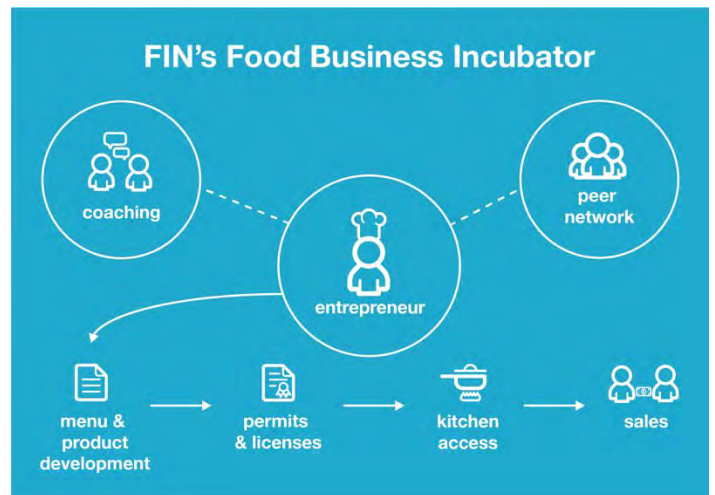 FIN's Food Business Incubator
coaching
peer
network
entrepreneur
menu &
product
development
permits
& licenses
kitchen
access
sales